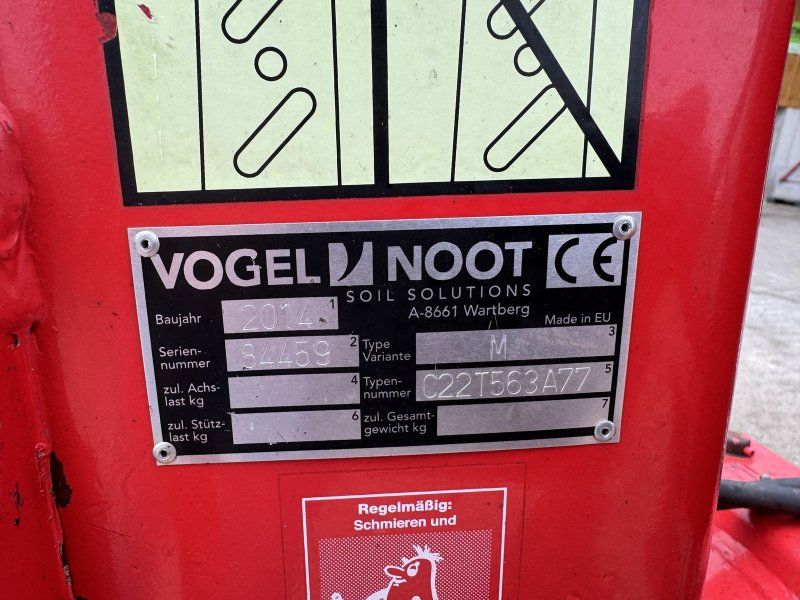 VOGEL NOOT CE
SOIL SOLUTIONS
A-8661 Wartberg
Baujahr 2014 1 Made in EU
Serien-
nummer 84459 2 Type
Variante M 3
zul. Achs-
last kg 4 Typen-
nummer C22T563A77 5
zul. Stütz-
last kg 6 zul. Gesamt-
gewicht kg 7
Regelmäßig:
Schmieren und